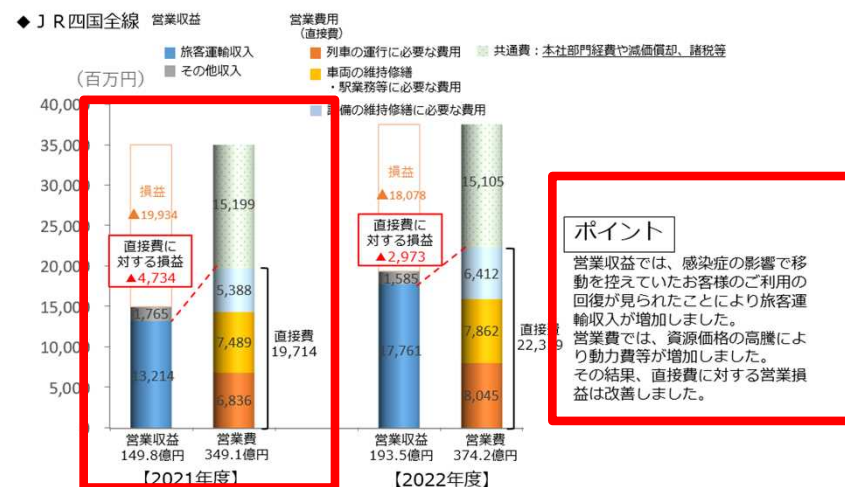 ◆ＪＲ四国全線
営業収益
旅客運輸収入
その他収入
営業費用
（直接費）
列車の運行に必要な費用
車両の維持修繕
・駅業務等に必要な費用
設備の維持修繕に必要な費用
共通費：本社部門経費や減価償却、諸税等
（百万円）
40,000
35,000
30,000
25,000
20,000
15,000
10,000
5,000
損益
▲19,934
直接費に
対する損益
▲4,734
1,765
13,214
15,199
5,388
7,489
6,836
直接費
19,714
営業収益
149.8億円
営業費
349.1億円
【2021年度】
損益
▲18,078
直接費に
対する損益
▲2,973
1,585
17,761
15,105
6,412
7,862
8,045
直接費
営業収益
193.5億円
営業費
374.2億円
【2022年度】
ポイント
営業収益では、感染症の影響で移
動を控えていたお客様のご利用の
回復が見られたことにより旅客運
輸収入が増加しました。
営業費では、資源価格の高騰によ
り動力費等が増加しました。
その結果、直接費に対する営業損
益は改善しました。